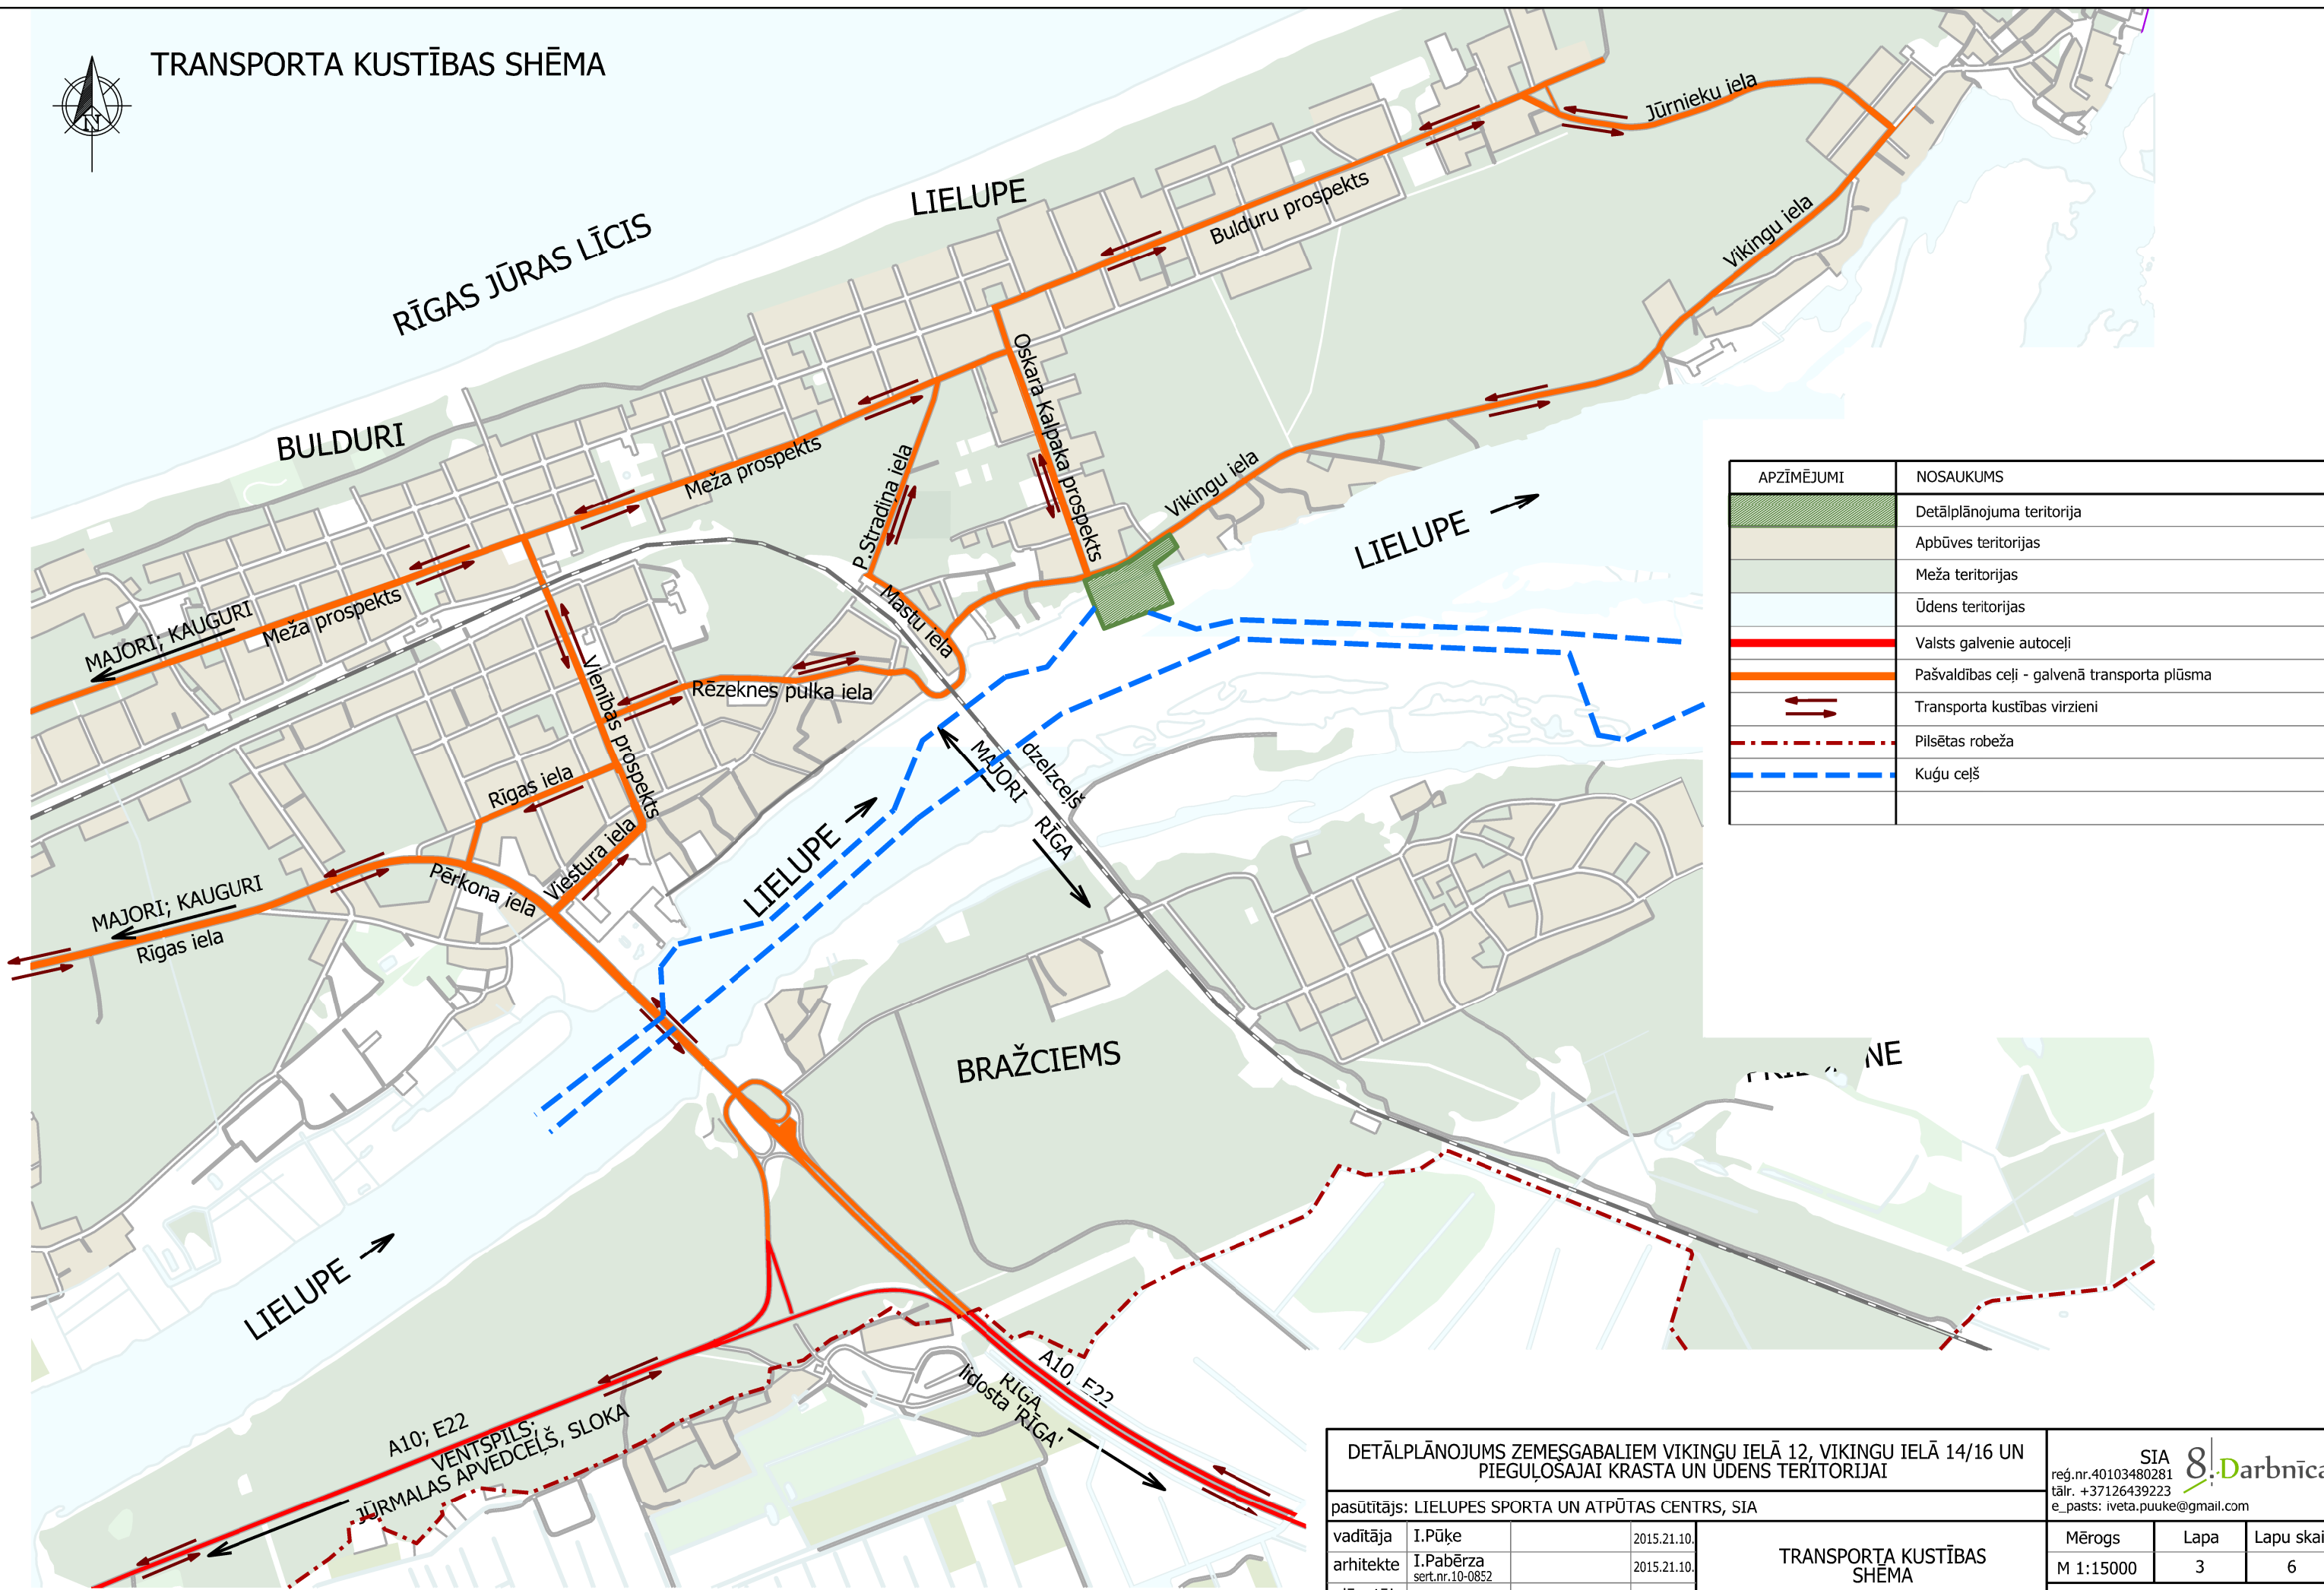 TRANSPORTA KUSTĪBAS SHĒMA
N
RĪGAS JŪRAS LĪCIS
LIELUPE
BULDURI
Jūrnieku iela
Bulduru prospekts
Vikingu iela
Oskara Kalpaka prospekts
Meža prospekts
P.Stradiņa iela
Vikingu iela
LIELUPE
Mastu iela
MAJORI; KAUGURI
Meža prospekts
Vienības prospekts
Rēzeknes pulka iela
MAJORI
dzelzceļš
RĪGA
Rīgas iela
Viestura iela
LIELUPE
Pērkona iela
MAJORI; KAUGURI
Rīgas iela
BRAŽCIEMS
LIELUPE
A10; E22
VENTSPILS;
JŪRMALAS APVEDCEĻŠ, SLOKA
A10, E22
RĪGA
lidosta 'RĪGA'
APZĪMĒJUMI NOSAUKUMS
Detālplānojuma teritorija
Apbūves teritorijas
Meža teritorijas
Ūdens teritorijas
Valsts galvenie autoceļi
Pašvaldības ceļi - galvenā transporta plūsma
Transporta kustības virzieni
Pilsētas robeža
Kuģu ceļš
DETĀLPLĀNOJUMS ZEMESGABALIEM VIKINGU IELĀ 12, VIKINGU IELĀ 14/16 UN
PIEGUĻOŠAJAI KRASTA UN ŪDENS TERITORIJAI
pasūtītājs: LIELUPES SPORTA UN ATPŪTAS CENTRS, SIA
SIA
reģ.nr.40103480281
tālr. +37126439223
e_pasts: iveta.puuke@gmail.com
8 Darbnīca
vadītāja I.Pūķe 2015.21.10.
arhitekte I.Pabērza 2015.21.10.
sert.nr.10-0852
TRANSPORTA KUSTĪBAS
SHĒMA
Mērogs Lapa Lapu skai
M 1:15000 3 6